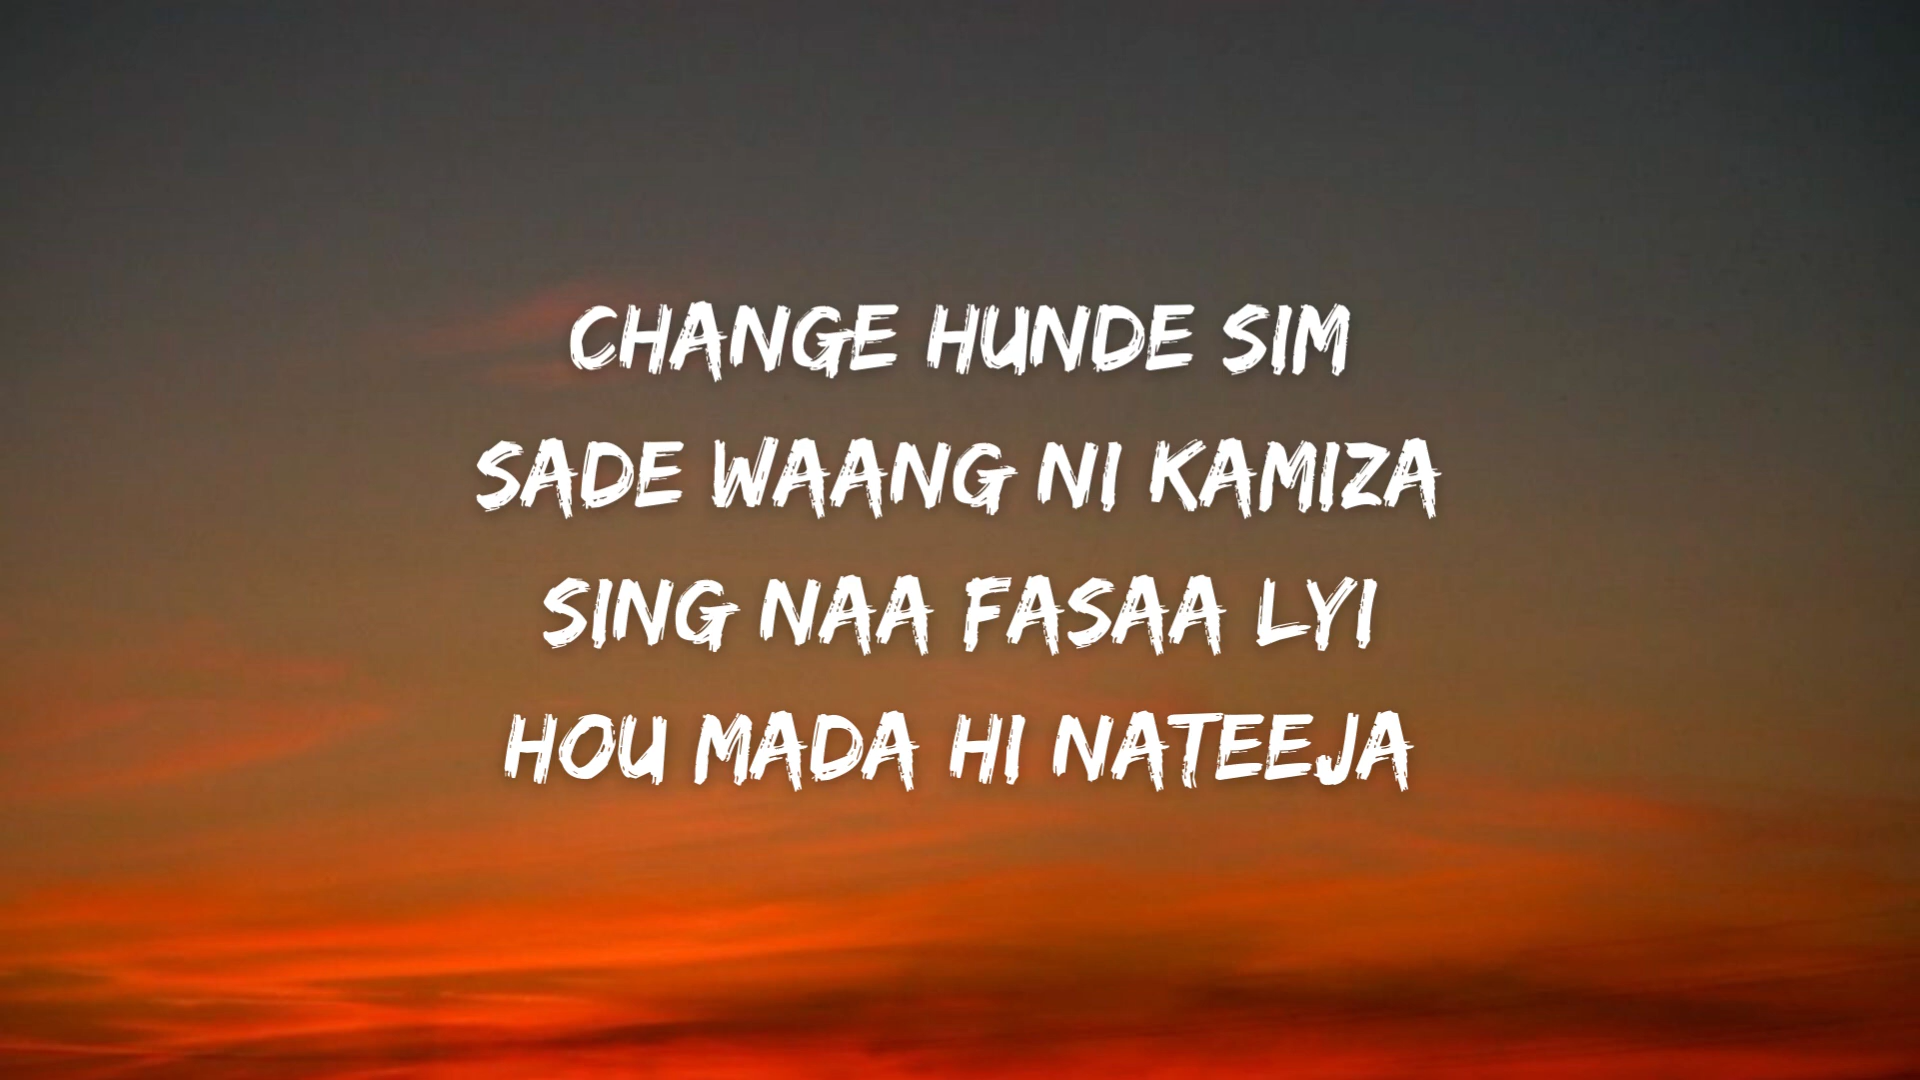 CHANGE HUNDE SIM
SADE WAANG NI KAMIZA
SING NAA FASAA LYI
HOU MADA HI NATEEJA